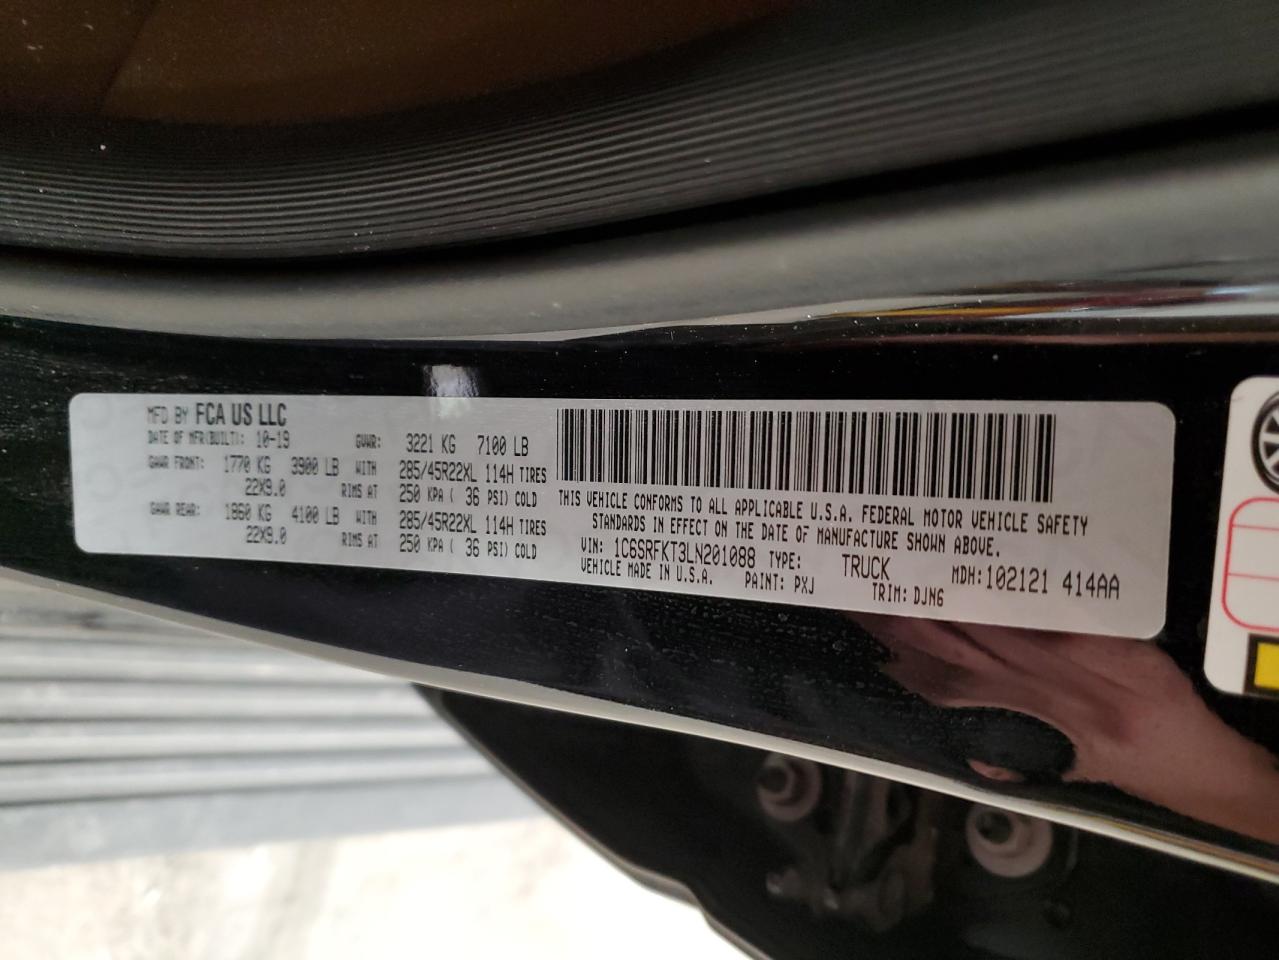 MFD BY FCA US LLC
DATE OF MFR(BUILT): 10-19 GVWR: 3221 KG 7100 LB
GAWR FRONT: 1770 KG 3900 LB WITH 285/45R22XL 114H TIRES
22X9.0 RIMS AT 250 KPA ( 36 PSI) COLD
GAWR REAR: 1860 KG 4100 LB WITH 285/45R22XL 114H TIRES
22X9.0 RIMS AT 250 KPA ( 36 PSI) COLD
THIS VEHICLE CONFORMS TO ALL APPLICABLE U.S.A. FEDERAL MOTOR VEHICLE SAFETY
STANDARDS IN EFFECT ON THE DATE OF MANUFACTURE SHOWN ABOVE.
VIN: 1C6SRFKT3LN201088 TYPE: TRUCK MDH:102121 414AA
VEHICLE MADE IN U.S.A. PAINT: PXJ TRIM: DJN6